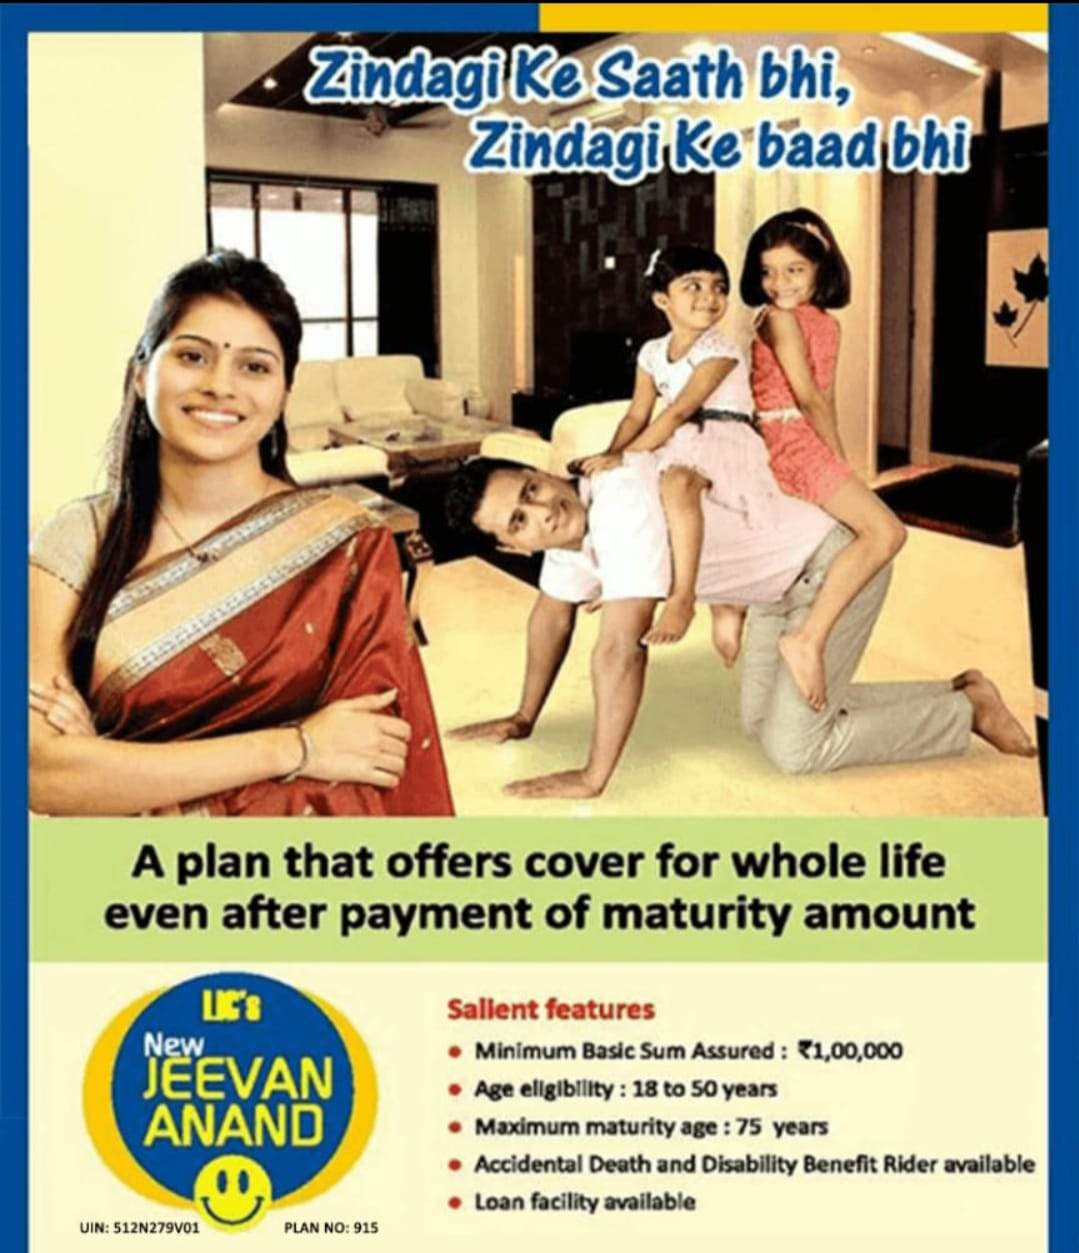 Zindagi Ke Saath bhi,
Zindagi Ke baad bhi
A plan that offers cover for whole life
even after payment of maturity amount
LIC's
New
JEEVAN
ANAND
UIN: 512N279V01
PLAN NO: 915
Salient features
• Minimum Basic Sum Assured : ₹1,00,000
• Age eligibility : 18 to 50 years
• Maximum maturity age : 75 years
• Accidental Death and Disability Benefit Rider available
• Loan facility available